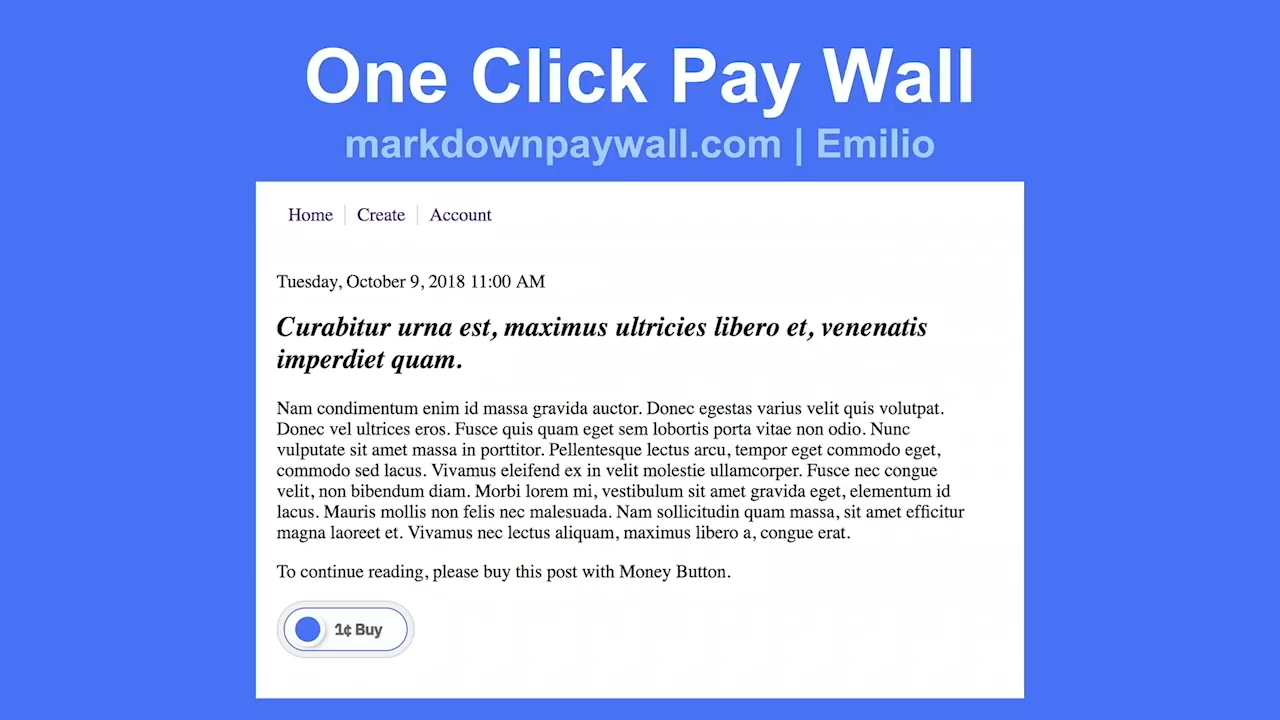 One Click Pay Wall
markdownpaywall.com | Emilio
Home | Create | Account
Tuesday, October 9, 2018 11:00 AM
Curabitur urna est, maximus ultricies libero et, venenatis
imperdiet quam.
Nam condimentum enim id massa gravida auctor. Donec egestas varius velit quis volutpat.
Donec vel ultrices eros. Fusce quis quam eget sem lobortis porta vitae non odio. Nunc
vulputate sit amet massa in porttitor. Pellentesque lectus arcu, tempor eget commodo eget,
commodo sed lacus. Vivamus eleifend ex in velit molestie ullamcorper. Fusce nec congue
velit, non bibendum diam. Morbi lorem mi, vestibulum sit amet gravida eget, elementum id
lacus. Mauris mollis non felis nec malesuada. Nam sollicitudin quam massa, sit amet efficitur
magna laoreet et. Vivamus nec lectus aliquam, maximus libero a, congue erat.
To continue reading, please buy this post with Money Button.
1¢ Buy